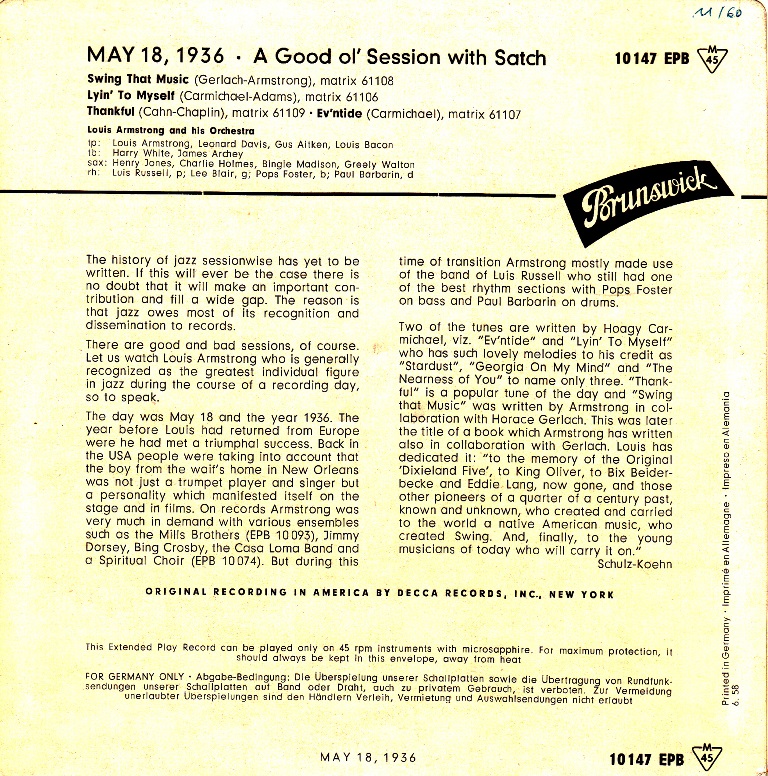 11/60
MAY 18, 1936 · A Good ol' Session with Satch
10147 EPB M 45
Swing That Music (Gerlach-Armstrong), matrix 61108
Lyin' To Myself (Carmichael-Adams), matrix 61106
Thankful (Cahn-Chaplin), matrix 61109 · Ev'ntide (Carmichael), matrix 61107
Louis Armstrong and his Orchestra
tp: Louis Armstrong, Leonard Davis, Gus Aitken, Louis Bacon
tb: Harry White, James Archey
sax: Henry Jones, Charlie Holmes, Bingie Madison, Greely Walton
rh: Luis Russell, p; Lee Blair, g; Pops Foster, b; Paul Barbarin, d
Brunswick
The history of jazz sessionwise has yet to be
written. If this will ever be the case there is
no doubt that it will make an important con-
tribution and fill a wide gap. The reason is
that jazz owes most of its recognition and
dissemination to records.
There are good and bad sessions, of course.
Let us watch Louis Armstrong who is generally
recognized as the greatest individual figure
in jazz during the course of a recording day,
so to speak.
The day was May 18 and the year 1936. The
year before Louis had returned from Europe
were he had met a triumphal success. Back in
the USA people were taking into account that
the boy from the waif's home in New Orleans
was not just a trumpet player and singer but
a personality which manifested itself on the
stage and in films. On records Armstrong was
very much in demand with various ensembles
such as the Mills Brothers (EPB 10093), Jimmy
Dorsey, Bing Crosby, the Casa Loma Band and
a Spiritual Choir (EPB 10074). But during this
time of transition Armstrong mostly made use
of the band of Luis Russell who still had one
of the best rhythm sections with Pops Foster
on bass and Paul Barbarin on drums.
Two of the tunes are written by Hoagy Car-
michael, viz. "Ev'ntide" and "Lyin' To Myself"
who has such lovely melodies to his credit as
"Stardust", "Georgia On My Mind" and "The
Nearness of You" to name only three. "Thank-
ful" is a popular tune of the day and "Swing
that Music" was written by Armstrong in col-
laboration with Horace Gerlach. This was later
the title of a book which Armstrong has written
also in collaboration with Gerlach. Louis has
dedicated it: "to the memory of the Original
'Dixieland Five', to King Oliver, to Bix Beider-
becke and Eddie Lang, now gone, and those
other pioneers of a quarter of a century past,
known and unknown, who created and carried
to the world a native American music, who
created Swing. And, finally, to the young
musicians of today who will carry it on."
Schulz-Koehn
ORIGINAL RECORDING IN AMERICA BY DECCA RECORDS, INC., NEW YORK
This Extended Play Record can be played only on 45 rpm instruments with microsapphire. For maximum protection, it
should always be kept in this envelope, away from heat
FOR GERMANY ONLY · Abgabe-Bedingung: Die Überspielung unserer Schallplatten sowie die Übertragung von Rundfunk-
sendungen unserer Schallplatten auf Band oder Draht, auch zu privatem Gebrauch, ist verboten. Zur Vermeidung
unerlaubter Überspielungen sind den Händlern Verleih, Vermietung und Auswahlsendungen nicht erlaubt
Printed in Germany · Imprimé en Allemagne · Impreso en Alemania
6. 58
MAY 18, 1936
10147 EPB M 45